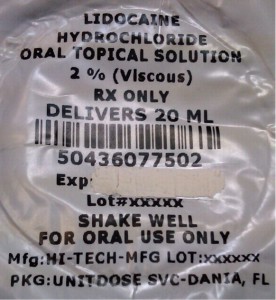 LIDOCAINE
HYDROCHLORIDE
ORAL TOPICAL SOLUTION
2 % (Viscous)
RX ONLY
DELIVERS 20 ML
50436077502
Exp:
Lot#xxxxx
SHAKE WELL
FOR ORAL USE ONLY
Mfg:HI-TECH-MFG LOT:xxxxxx
PKG:UNITDOSE SVC-DANIA, FL